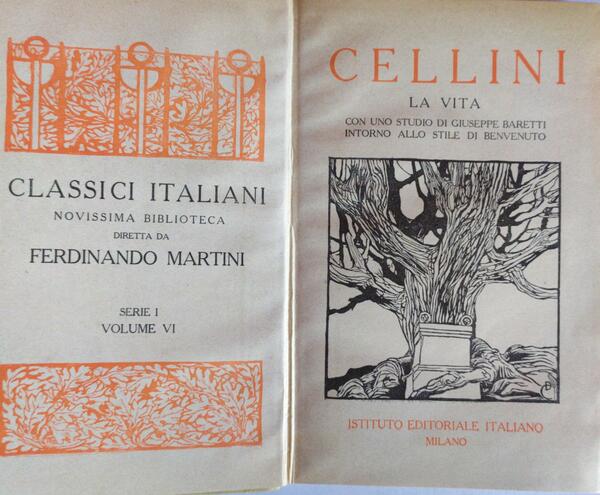 CLASSICI ITALIANI
NOVISSIMA BIBLIOTECA
DIRETTA DA
FERDINANDO MARTINI
SERIE I
VOLUME VI
CELLINI
LA VITA
CON UNO STUDIO DI GIUSEPPE BARETTI
INTORNO ALLO STILE DI BENVENUTO
ISTITUTO EDITORIALE ITALIANO
MILANO